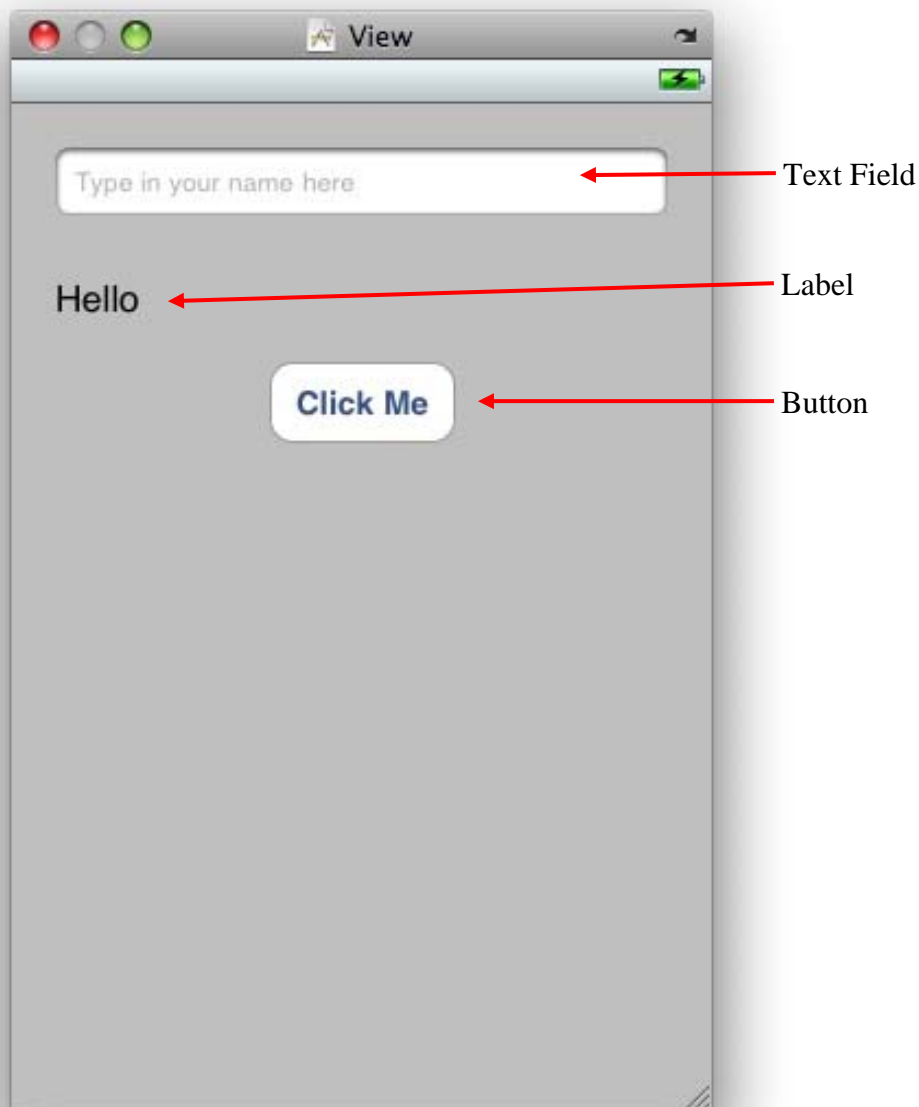 View
Type in your name here
Text Field
Hello
Label
Click Me
Button